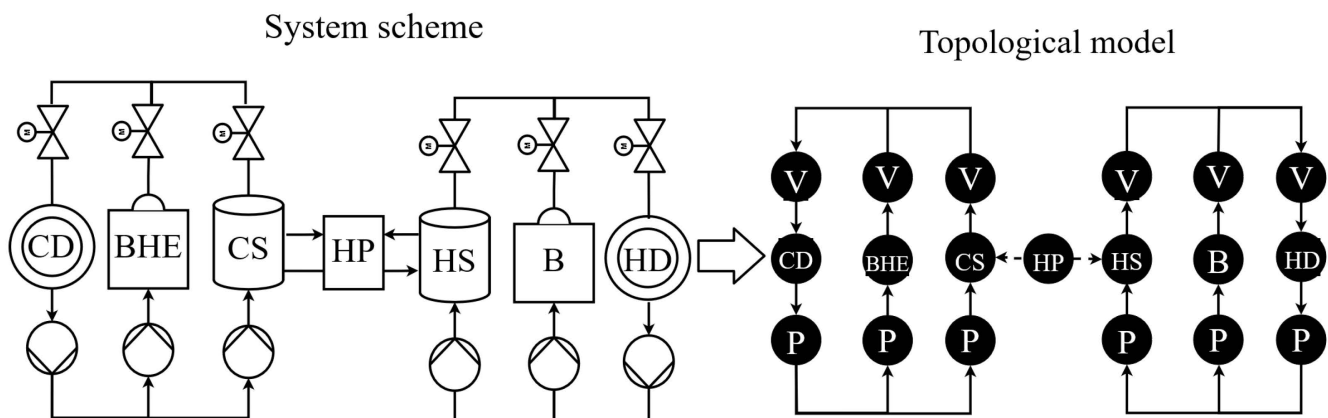 System scheme
Topological model
M M M M M M
CD BHE CS HP HS B HD
V V V V V V
CD BHE CS HP HS B HD
P P P P P P